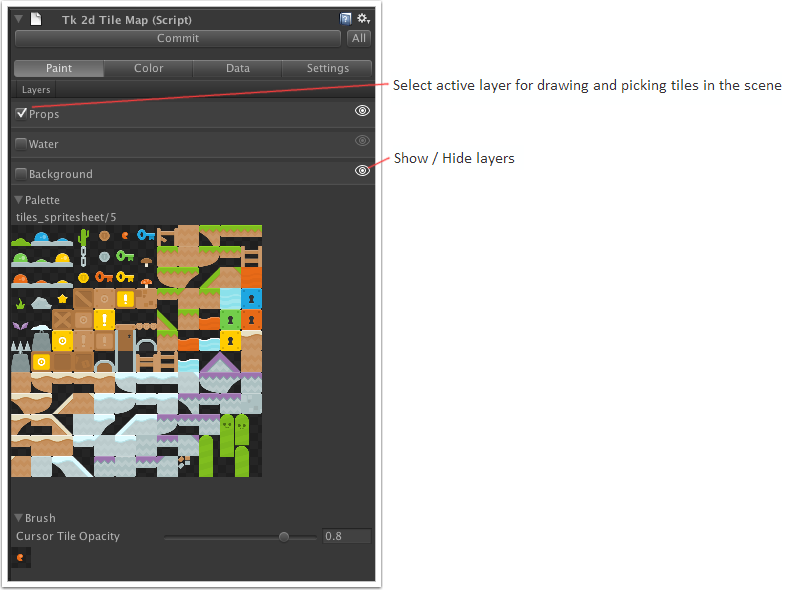 Tk 2d Tile Map (Script)
Commit All
Paint Color Data Settings
Layers
Select active layer for drawing and picking tiles in the scene
Props
Water
Show / Hide layers
Background
Palette
tiles_spritesheet/5
Brush
Cursor Tile Opacity 0.8